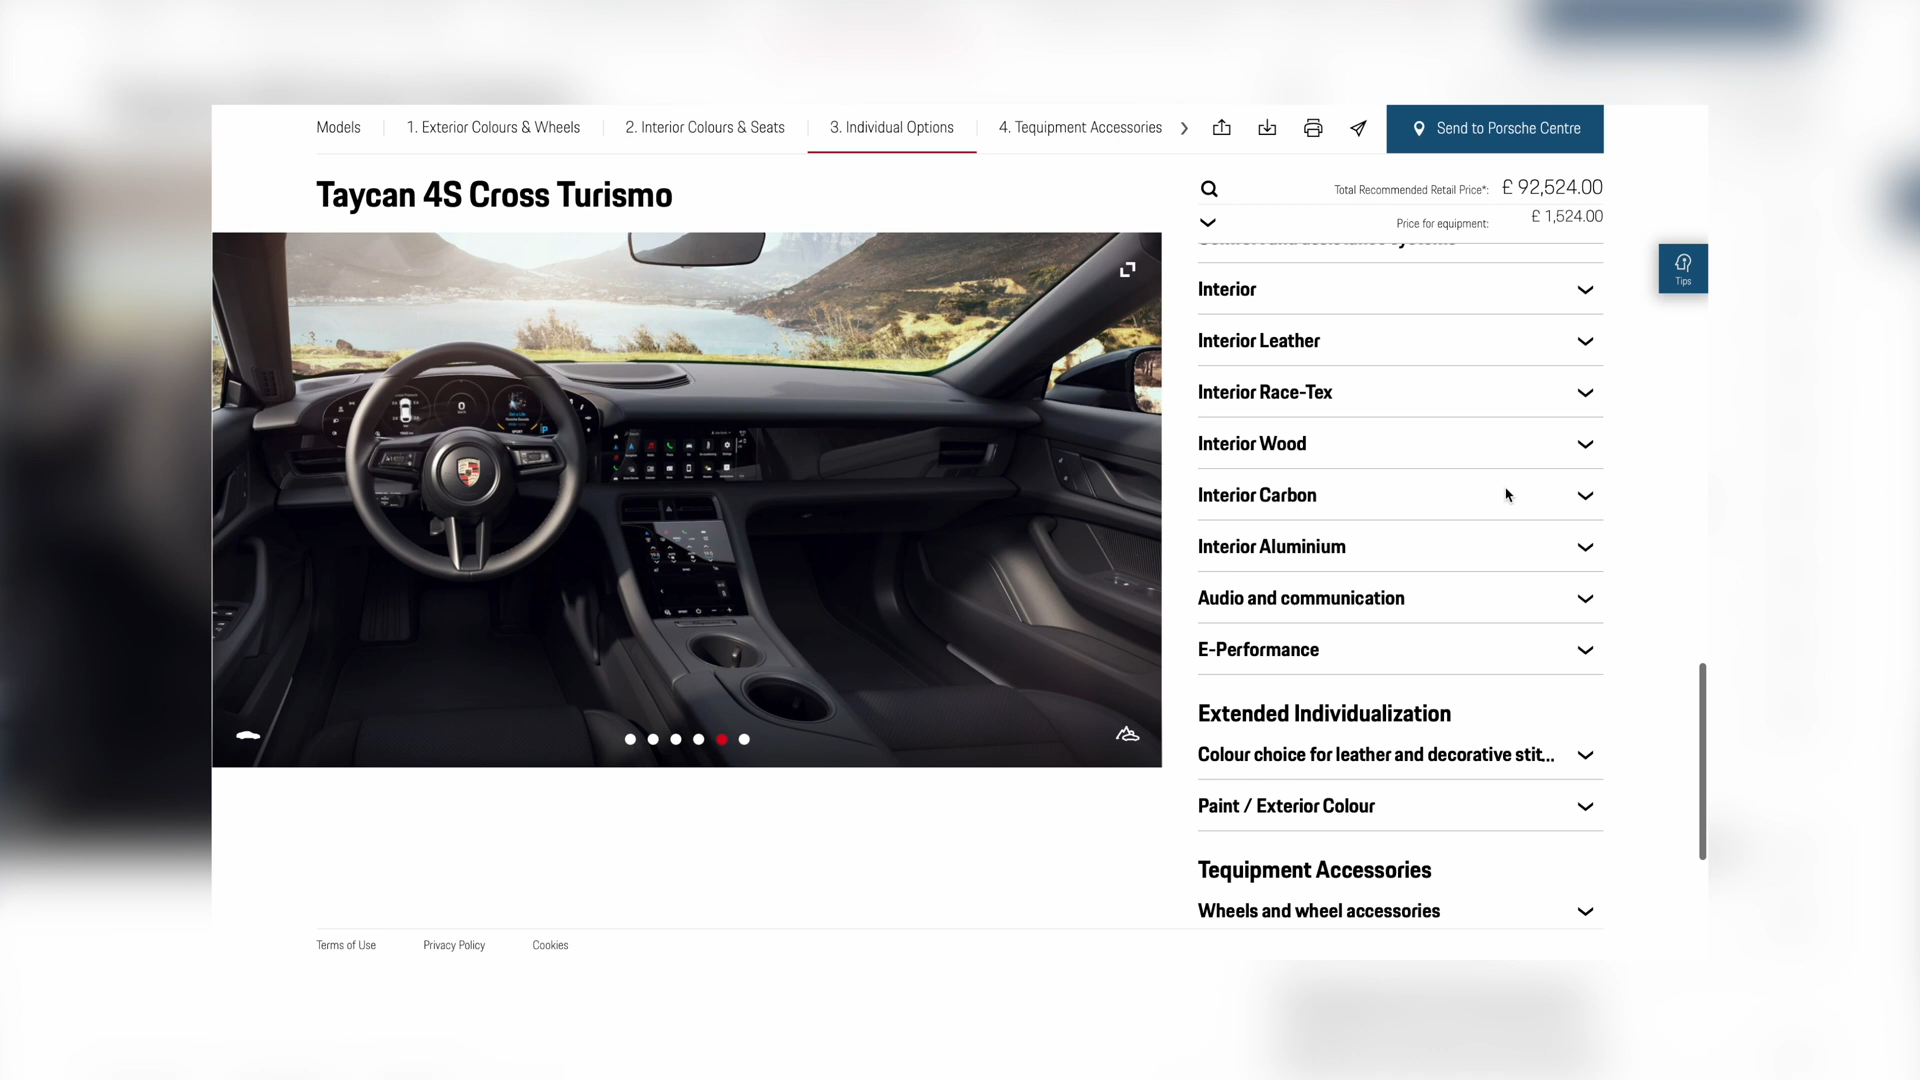 Models
1. Exterior Colours & Wheels
2. Interior Colours & Seats
3. Individual Options
4. Tequipment Accessories
Send to Porsche Centre
Taycan 4S Cross Turismo
Total Recommended Retail Price*: £ 92,524.00
Price for equipment: £ 1,524.00
Tips
Interior
Interior Leather
Interior Race-Tex
Interior Wood
Interior Carbon
Interior Aluminium
Audio and communication
E-Performance
Extended Individualization
Colour choice for leather and decorative stit...
Paint / Exterior Colour
Tequipment Accessories
Wheels and wheel accessories
Terms of Use
Privacy Policy
Cookies